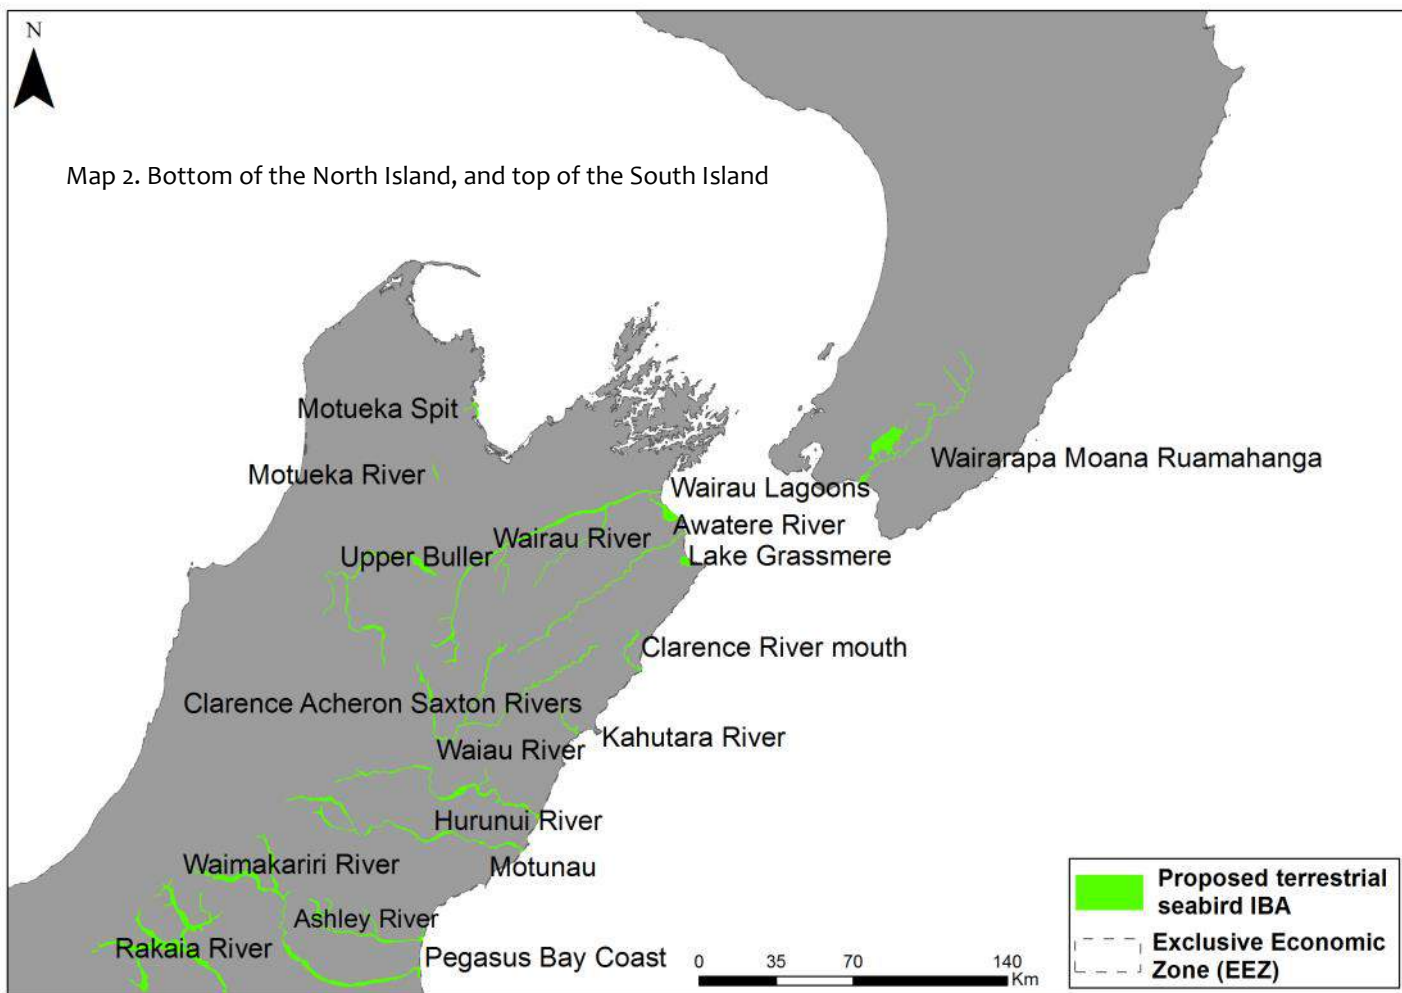 N
Map 2. Bottom of the North Island, and top of the South Island
Motueka Spit
Wairarapa Moana Ruamahanga
Motueka River
Wairau Lagoons
Awatere River
Wairau River
Upper Buller
Lake Grassmere
Clarence River mouth
Clarence Acheron Saxton Rivers
Kahutara River
Waiau River
Hurunui River
Waimakariri River
Motunau
Ashley River
Rakaia River
Pegasus Bay Coast
Proposed terrestrial
seabird IBA
Exclusive Economic
Zone (EEZ)
0 35 70 140
Km